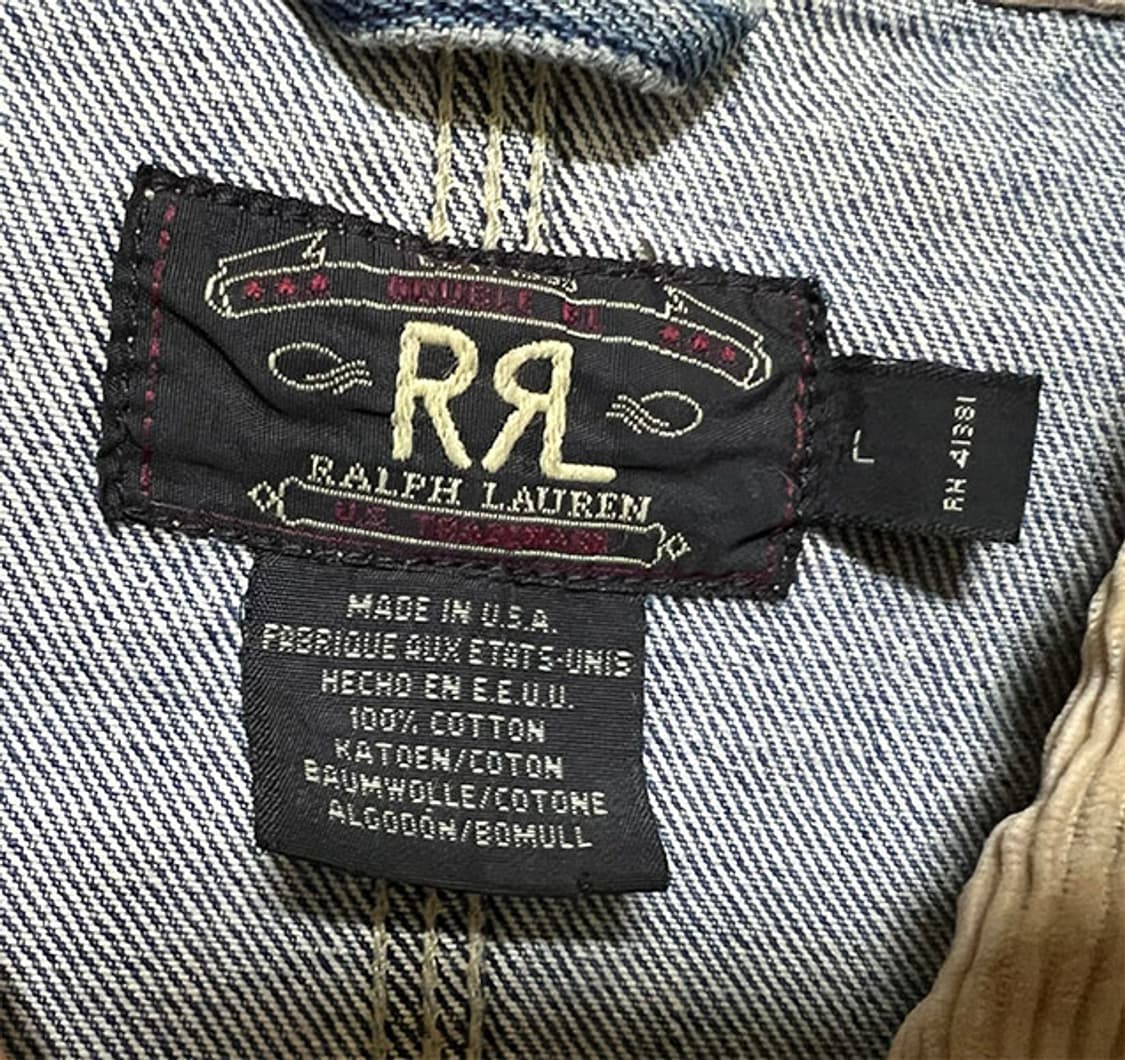 DOUBLE RL
RRL
RALPH LAUREN
L
RN 41381
MADE IN U.S.A.
FABRIQUE AUX ETATS-UNIS
HECHO EN E.E.U.U.
100% COTTON
KATOEN/COTON
BAUMWOLLE/COTONE
ALGODÓN/BOMULL